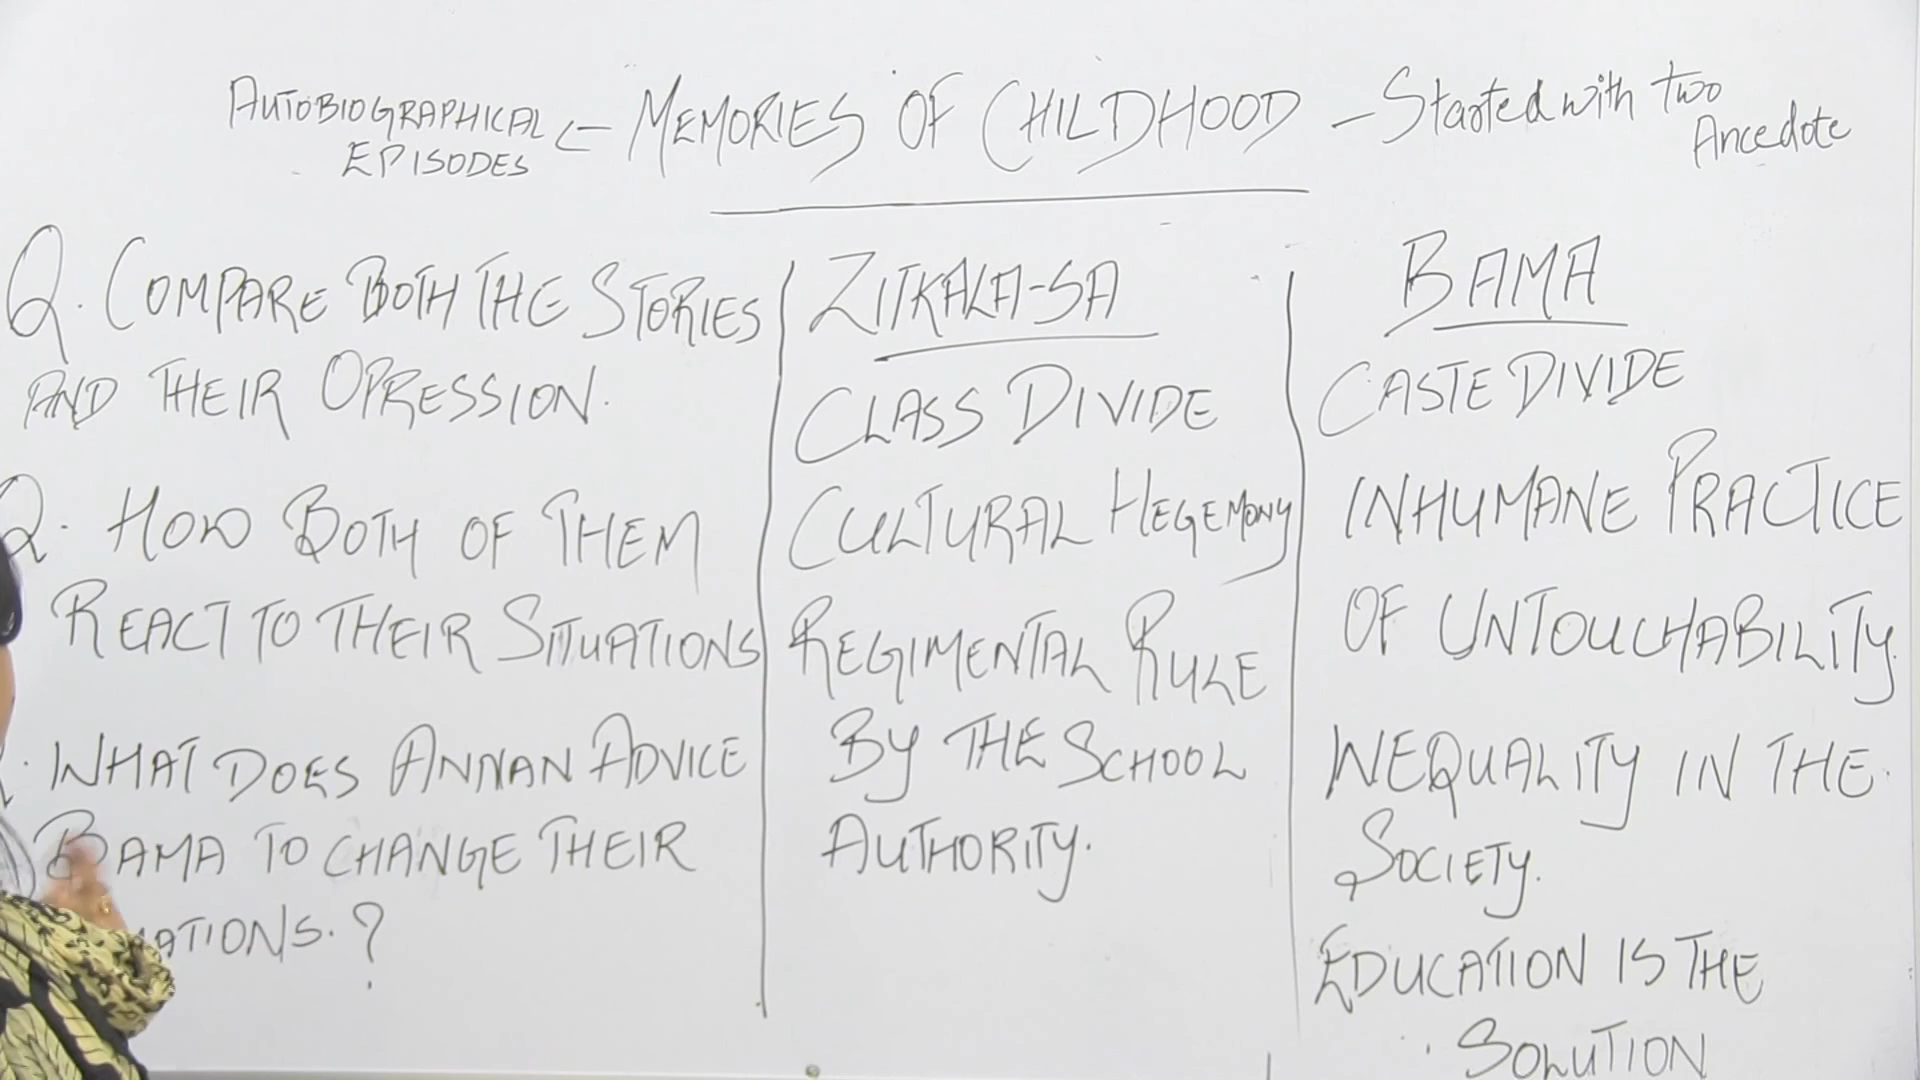 AUTOBIOGRAPHICAL EPISODES <- MEMORIES OF CHILDHOOD - Started with two Ancedote
Q. COMPARE BOTH THE STORIES
AND THEIR OPRESSION.
Q. HOW BOTH OF THEM
REACT TO THEIR SITUATIONS
WHAT DOES ANNAN ADVICE
BAMA TO CHANGE THEIR
ATIONS. ?
ZITKALA-SA
CLASS DIVIDE
CULTURAL HEGEMONY
REGIMENTAL RULE
BY THE SCHOOL
AUTHORITY.
BAMA
CASTE DIVIDE
INHUMANE PRACTICE
OF UNTOUCHABILITY.
INEQUALITY IN THE
SOCIETY.
EDUCATION IS THE
SOLUTION